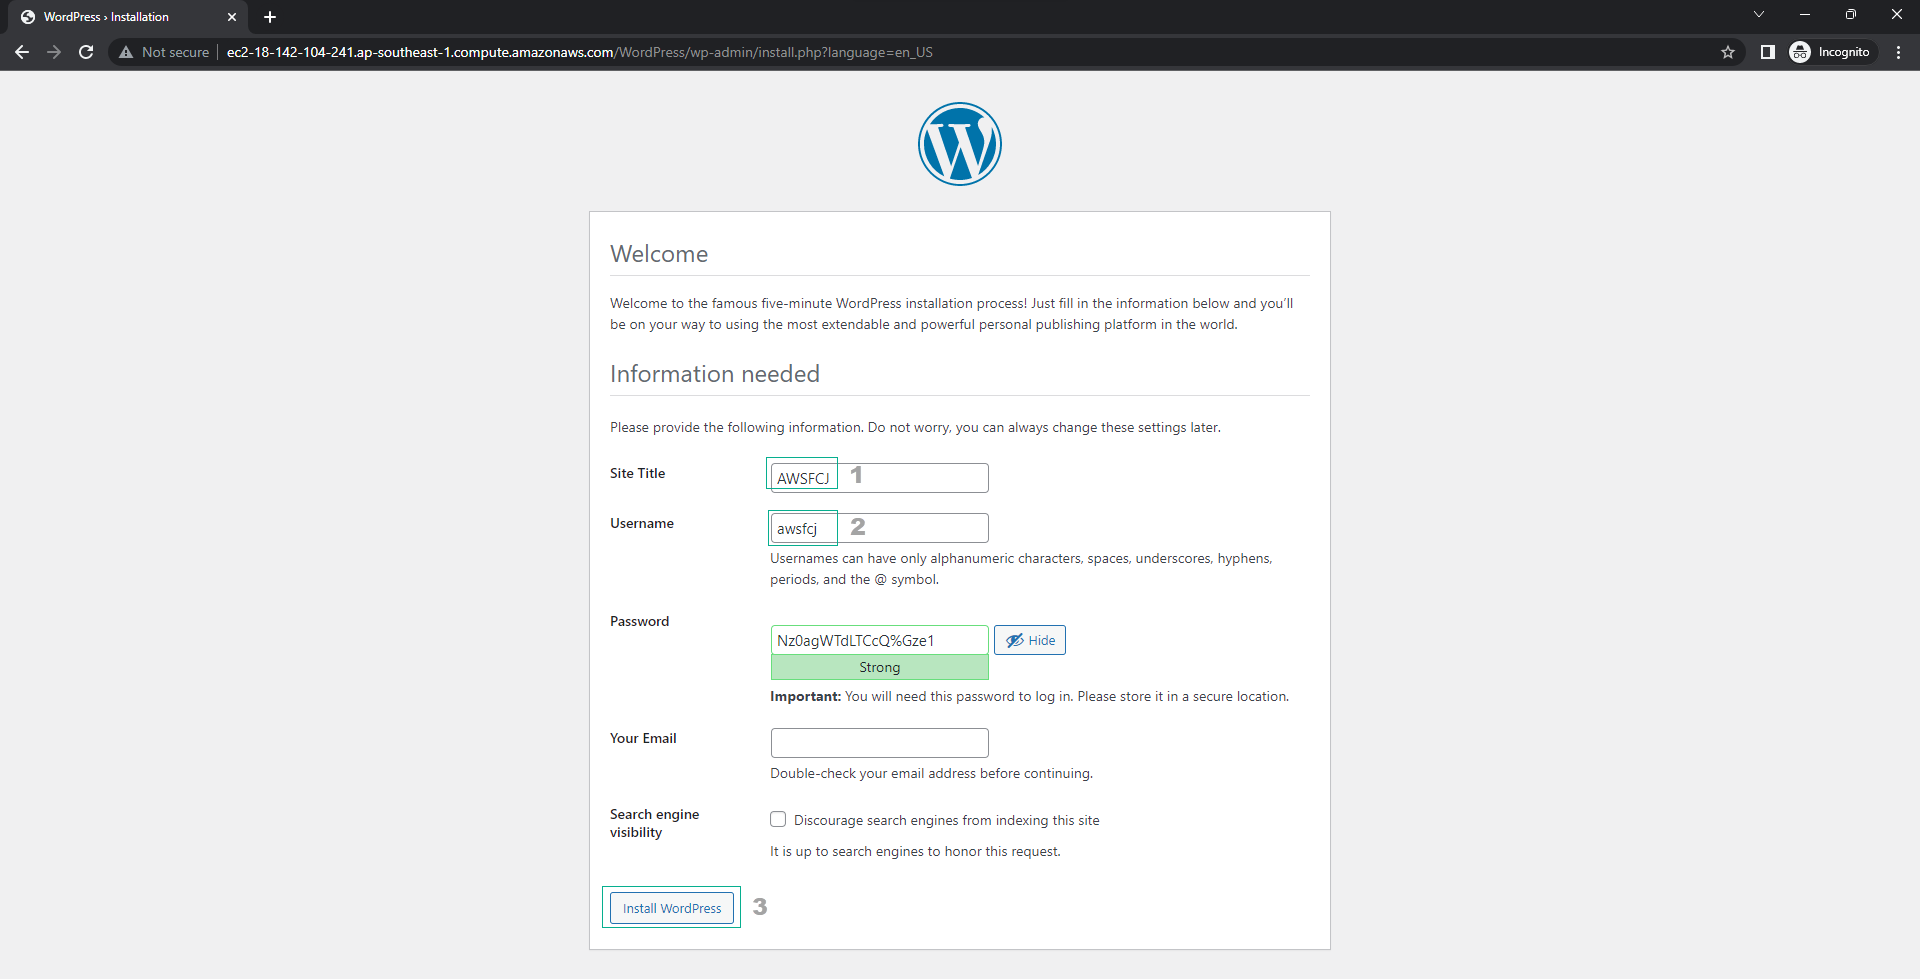 WordPress › Installation
Not secure
ec2-18-142-104-241.ap-southeast-1.compute.amazonaws.com/WordPress/wp-admin/install.php?language=en_US
Incognito
Welcome
Welcome to the famous five-minute WordPress installation process! Just fill in the information below and you’ll
be on your way to using the most extendable and powerful personal publishing platform in the world.
Information needed
Please provide the following information. Do not worry, you can always change these settings later.
Site Title
AWSFCJ
1
Username
awsfcj
2
Usernames can have only alphanumeric characters, spaces, underscores, hyphens,
periods, and the @ symbol.
Password
Nz0agWTdLTCcQ%Gze1
Hide
Strong
Important: You will need this password to log in. Please store it in a secure location.
Your Email
Double-check your email address before continuing.
Search engine
visibility
Discourage search engines from indexing this site
It is up to search engines to honor this request.
Install WordPress
3